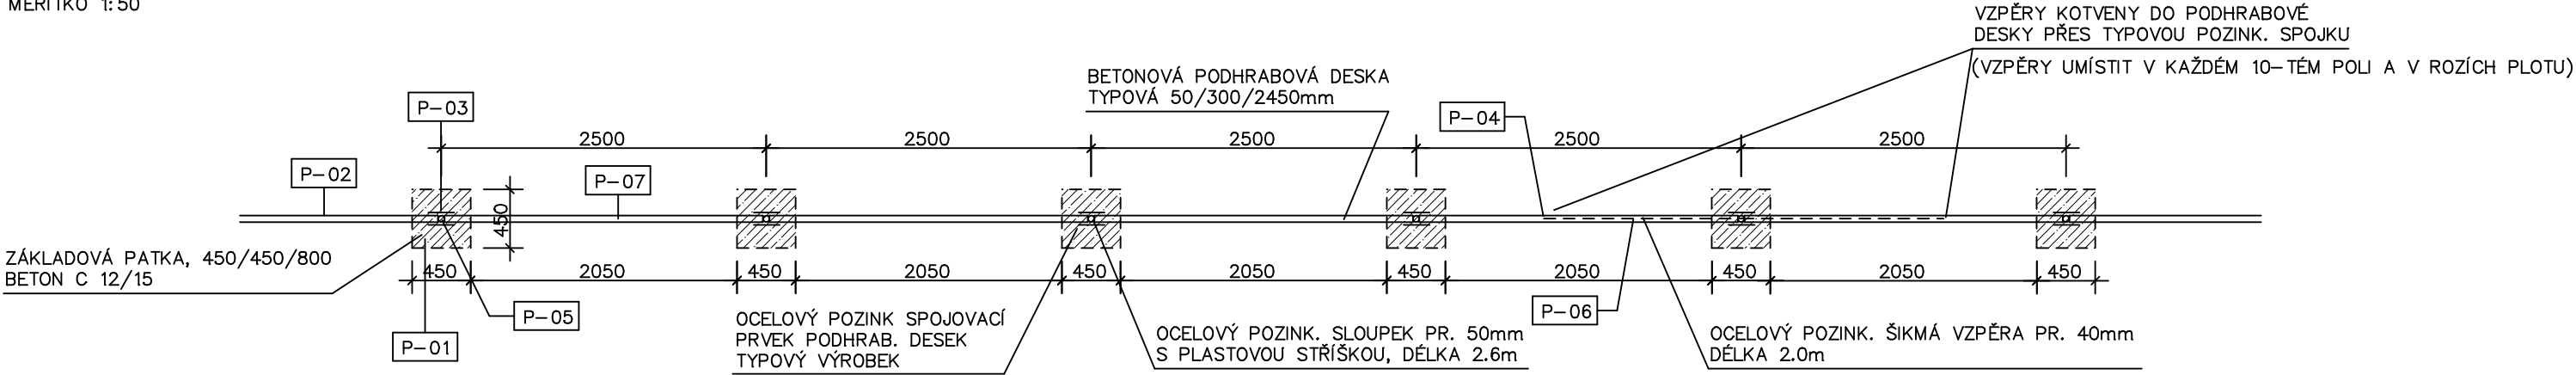 MĚŘÍTKO 1:50
VZPĚRY KOTVENY DO PODHRABOVÉ
DESKY PŘES TYPOVOU POZINK. SPOJKU
(VZPĚRY UMÍSTIT V KAŽDÉM 10-TÉM POLI A V ROZÍCH PLOTU)
BETONOVÁ PODHRABOVÁ DESKA
TYPOVÁ 50/300/2450mm
P-03
P-04
2500
2500
2500
2500
2500
P-02
P-07
450
ZÁKLADOVÁ PATKA, 450/450/800
BETON C 12/15
450
2050
450
2050
450
2050
450
2050
450
2050
450
P-05
P-06
P-01
OCELOVÝ POZINK SPOJOVACÍ
PRVEK PODHRAB. DESEK
TYPOVÝ VÝROBEK
OCELOVÝ POZINK. SLOUPEK PR. 50mm
S PLASTOVOU STŘÍŠKOU, DÉLKA 2.6m
OCELOVÝ POZINK. ŠIKMÁ VZPĚRA PR. 40mm
DÉLKA 2.0m